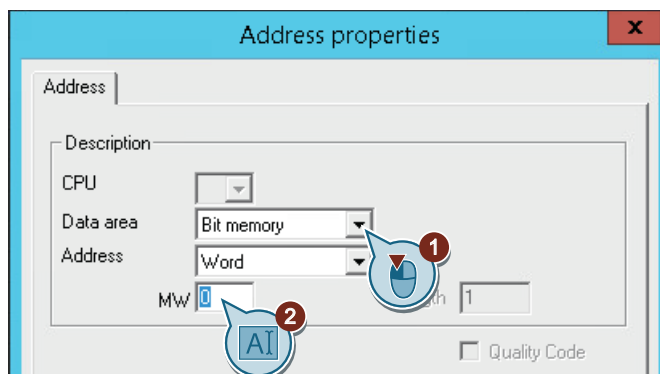 Address properties
x
Address
Description
CPU
Data area
Bit memory
1
Address
Word
MW
0
1
2
AI
Quality Code